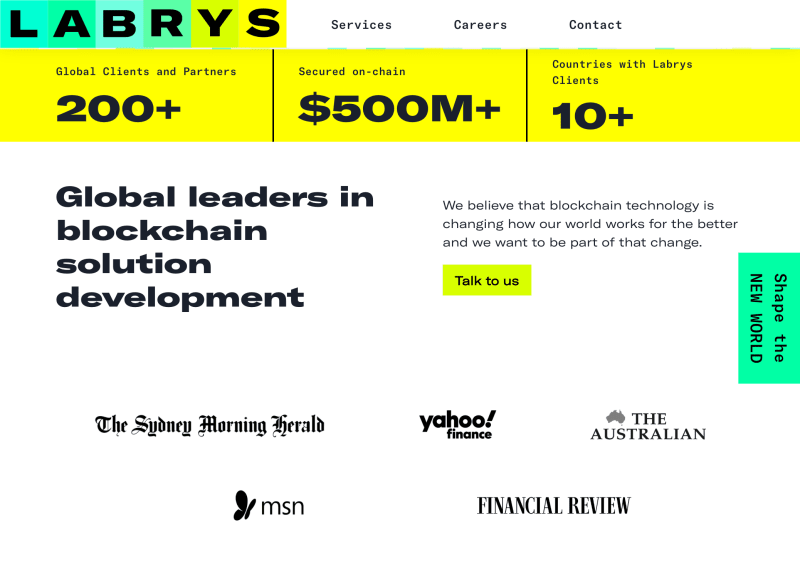 LABRYS
Services
Careers
Contact
Global Clients and Partners
200+
Secured on-chain
$500M+
Countries with Labrys
Clients
10+
Global leaders in
blockchain
solution
development
We believe that blockchain technology is
changing how our world works for the better
and we want to be part of that change.
Talk to us
Shape the
NEW WORLD
The Sydney Morning Herald
yahoo!
finance
THE
AUSTRALIAN
msn
FINANCIAL REVIEW